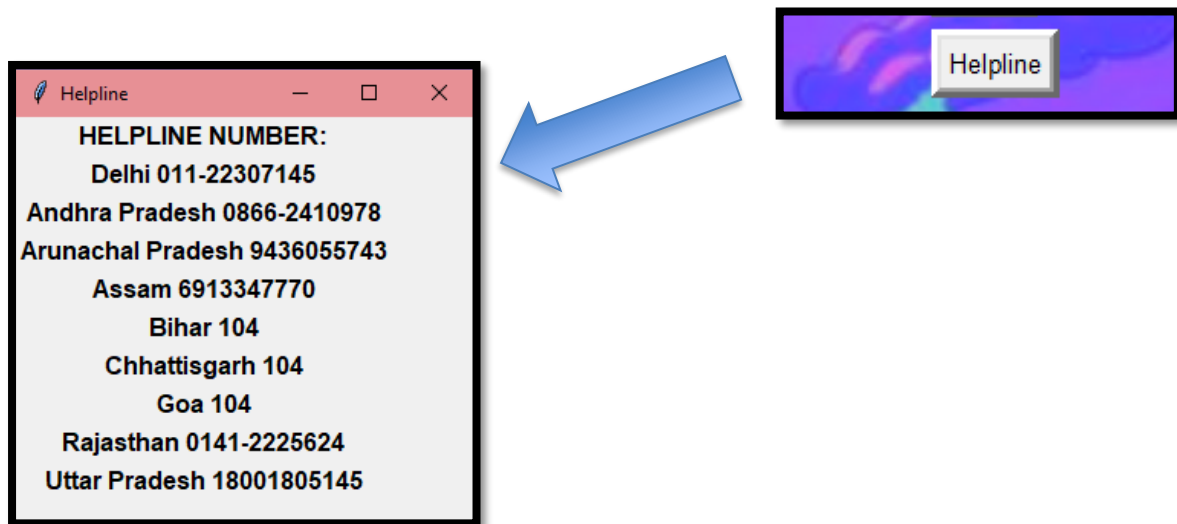 Helpline
Helpline
HELPLINE NUMBER:
Delhi 011-22307145
Andhra Pradesh 0866-2410978
Arunachal Pradesh 9436055743
Assam 6913347770
Bihar 104
Chhattisgarh 104
Goa 104
Rajasthan 0141-2225624
Uttar Pradesh 18001805145